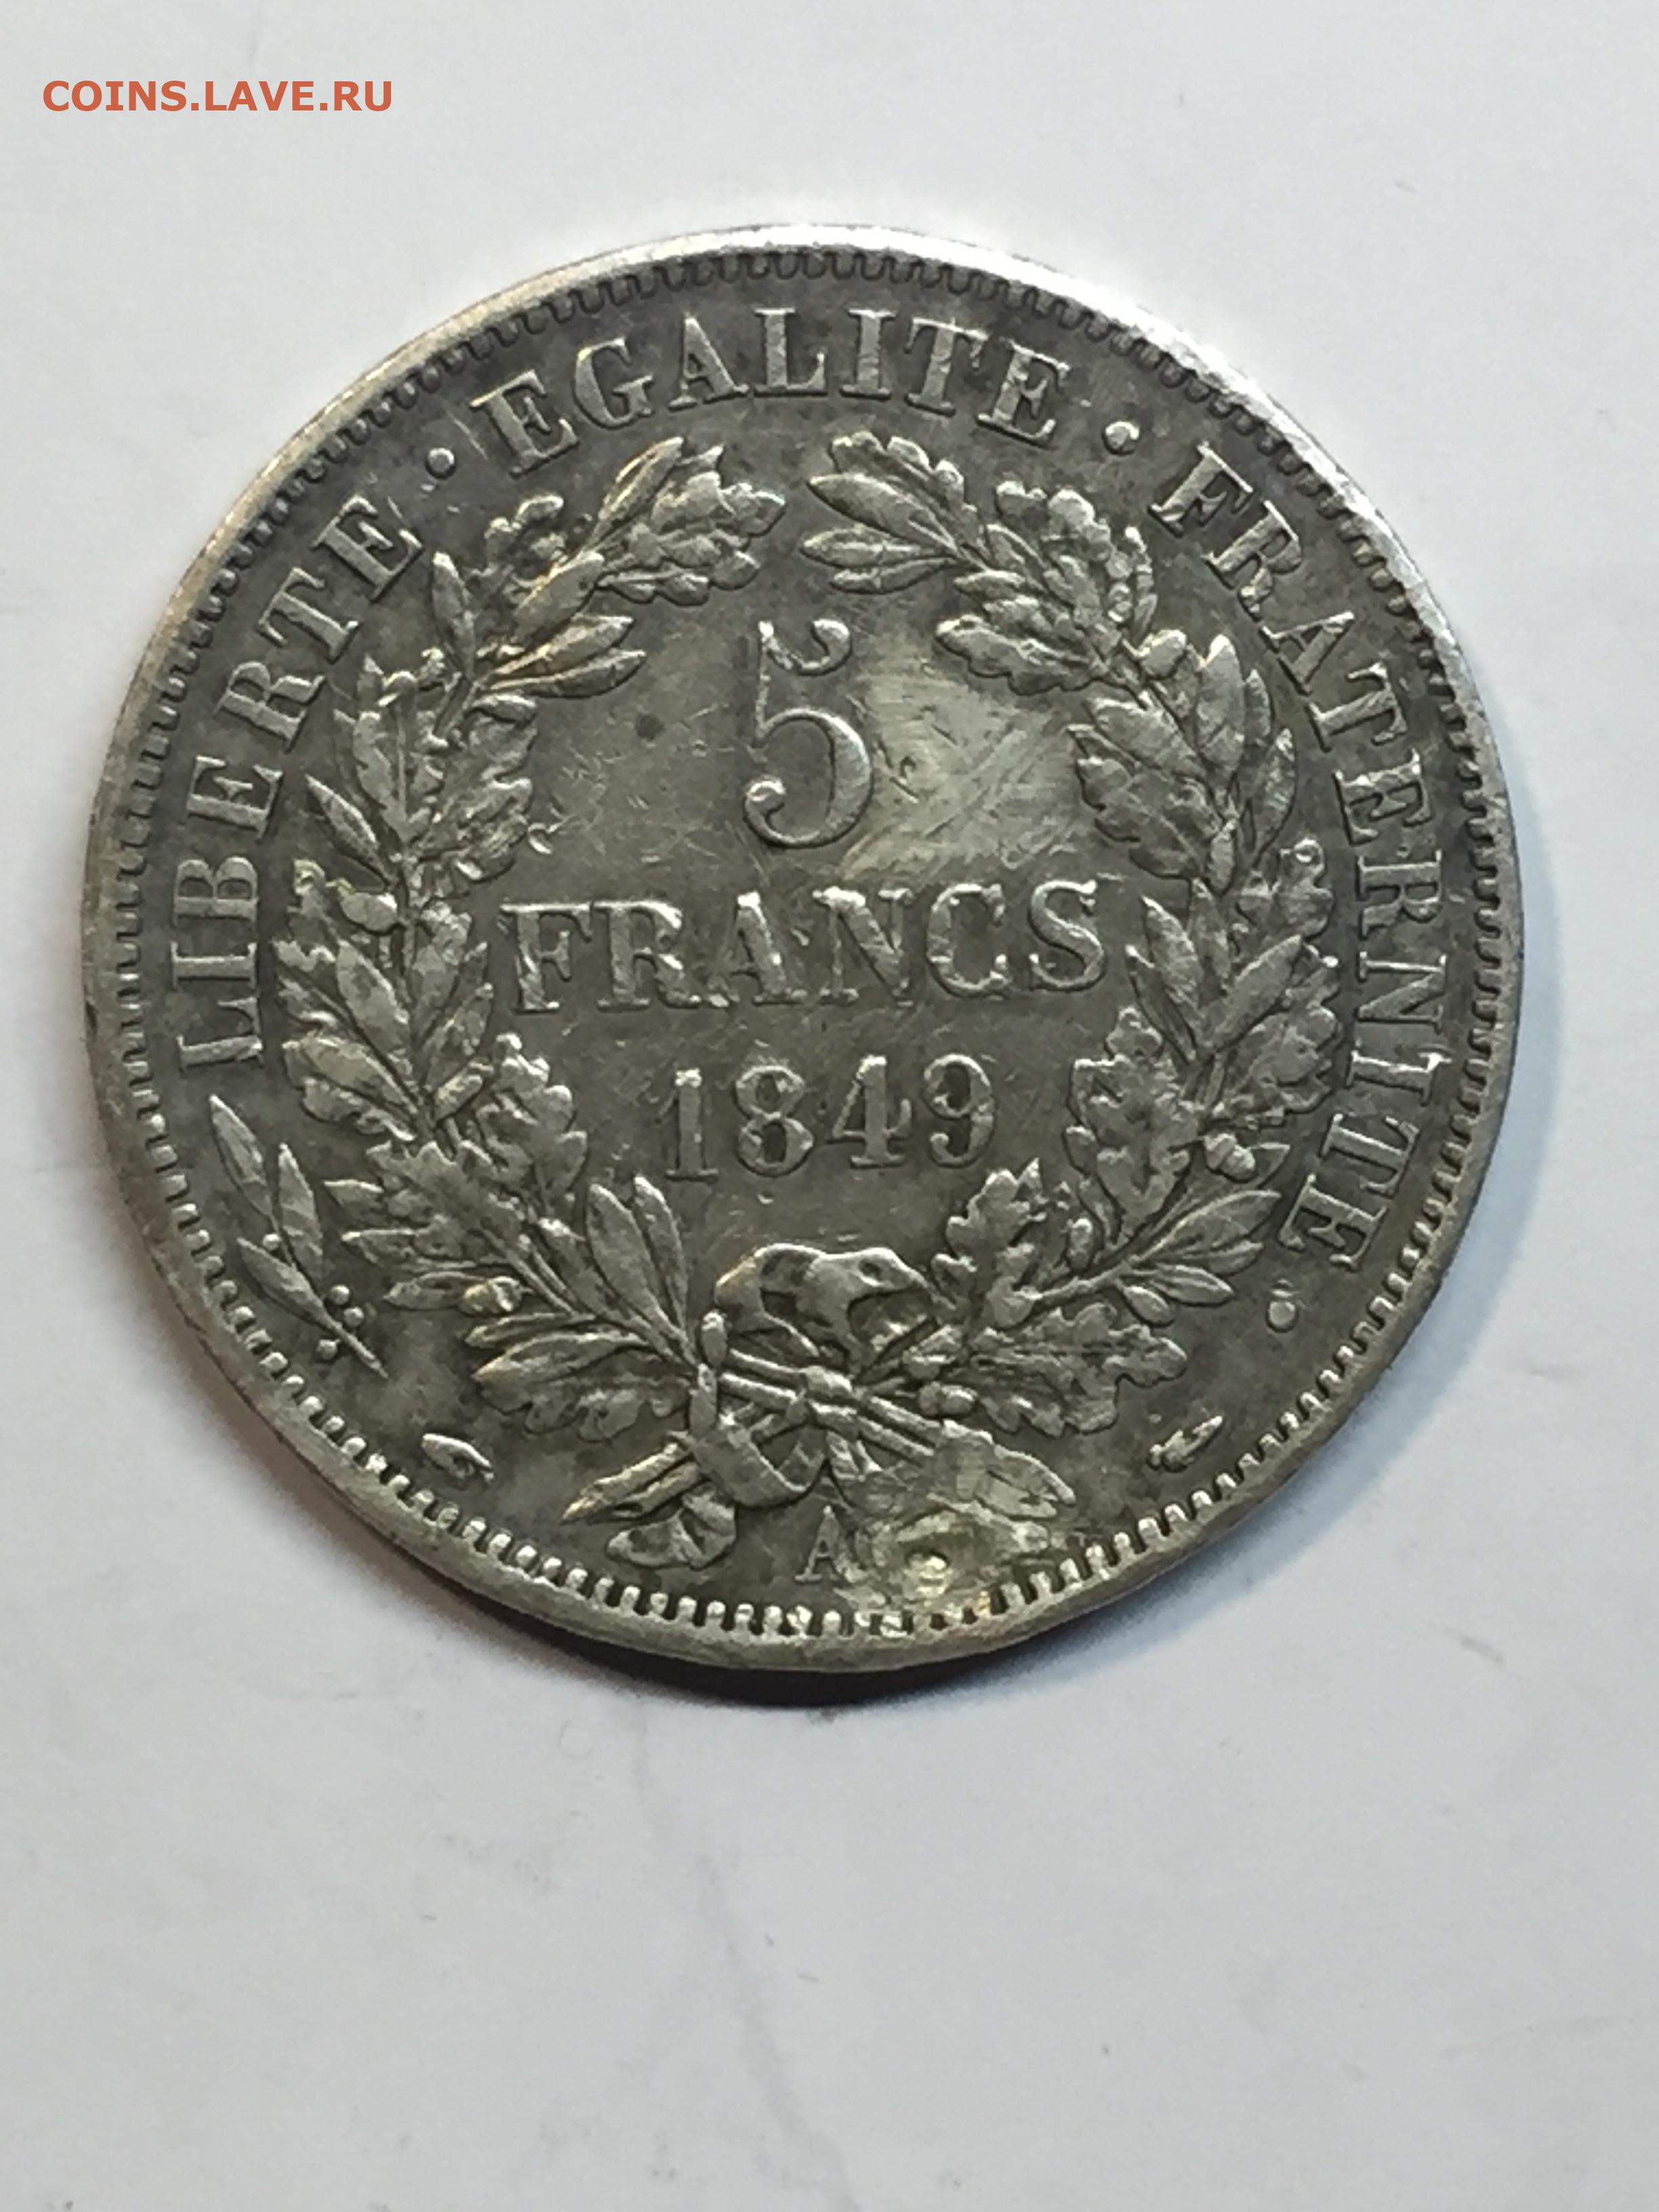 COINS.LAVE.RU
LIBERTE · EGALITE · FRATERNITE ·
5
FRANCS
1849
A